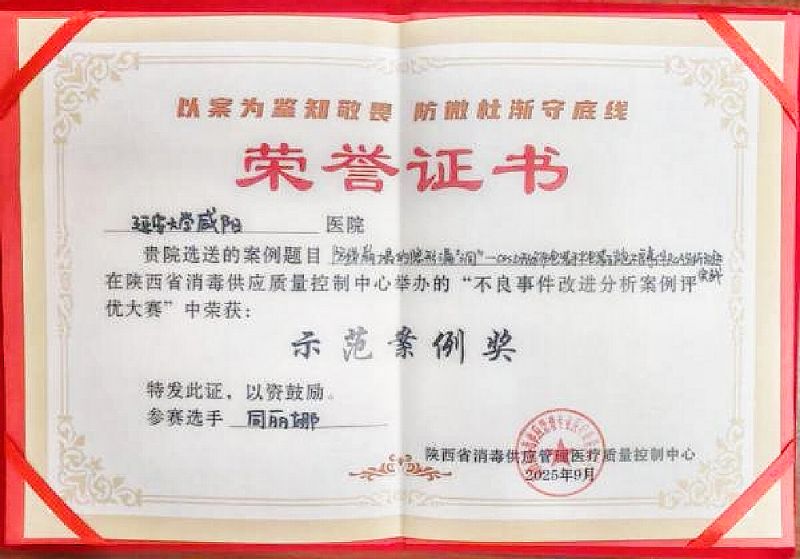 以案为鉴知敬畏 防微杜渐守底线
荣誉证书
延安大学咸阳 医院
贵院选送的案例题目
在陕西省消毒供应质量控制中心举办的“不良事件改进分析案例评
优大赛”中荣获：
示范案例奖
特发此证，以资鼓励。
参赛选手 同丽娜
陕西省消毒供应管理医疗质量控制中心
2025年9月